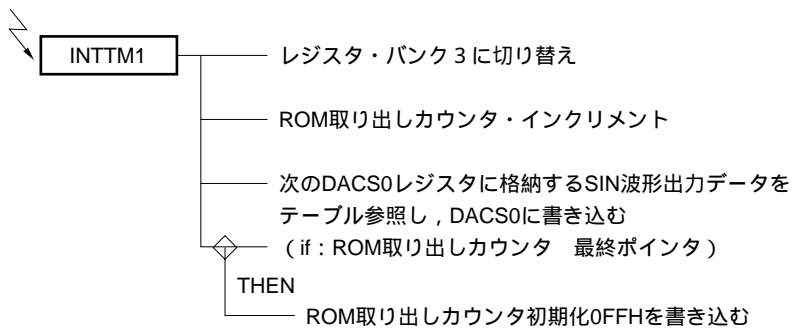 INTTM1
レジスタ・バンク3に切り替え
ROM取り出しカウンタ・インクリメント
次のDACS0レジスタに格納するSIN波形出力データを
テーブル参照し，DACS0に書き込む
（if：ROM取り出しカウンタ　最終ポインタ）
THEN
ROM取り出しカウンタ初期化0FFHを書き込む